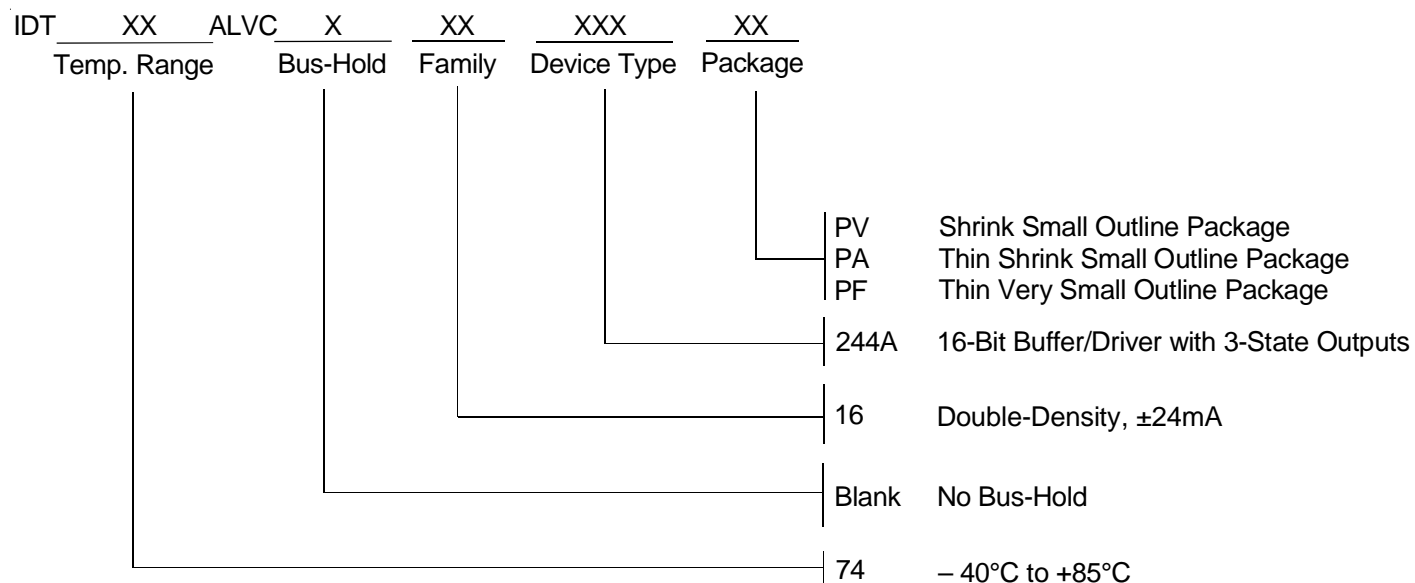 IDT XX ALVC X XX XXX XX
Temp. Range Bus-Hold Family Device Type Package
PV Shrink Small Outline Package
PA Thin Shrink Small Outline Package
PF Thin Very Small Outline Package
244A 16-Bit Buffer/Driver with 3-State Outputs
16 Double-Density, ±24mA
Blank No Bus-Hold
74 – 40°C to +85°C